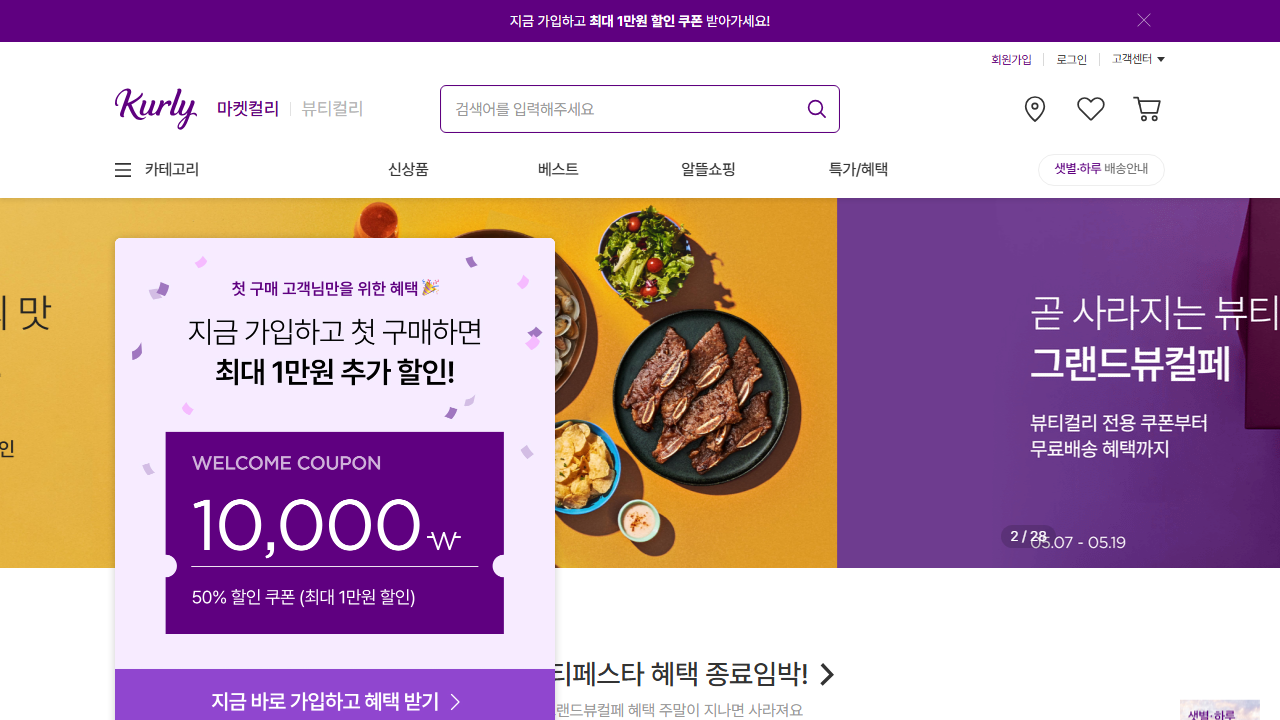 지금 가입하고 최대 1만원 할인 쿠폰 받아가세요!
회원가입 로그인 고객센터
Kurly 마켓컬리 뷰티컬리
검색어를 입력해주세요
카테고리 신상품 베스트 알뜰쇼핑 특가/혜택
샛별·하루 배송안내
맛
인
첫 구매 고객님만을 위한 혜택
지금 가입하고 첫 구매하면
최대 1만원 추가 할인!
WELCOME COUPON
10,000₩
50% 할인 쿠폰 (최대 1만원 할인)
지금 바로 가입하고 혜택 받기
곧 사라지는 뷰티
그랜드뷰컬페
뷰티컬리 전용 쿠폰부터
무료배송 혜택까지
2 / 28
05.07 - 05.19
티페스타 혜택 종료임박!
랜드뷰컬페 혜택 주말이 지나면 사라져요
샛별·하루